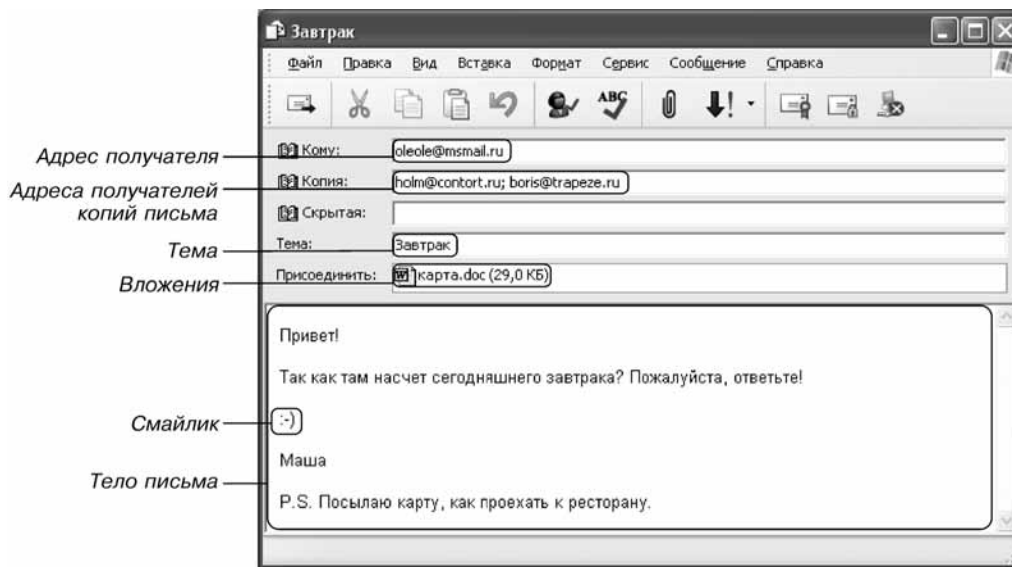 Завтрак
Файл Правка Вид Вставка Формат Сервис Сообщение Справка
ABC
Адрес получателя
Кому: oleole@msmail.ru
Адреса получателей
копий письма
Копия: holm@contort.ru; boris@trapeze.ru
Скрытая:
Тема
Тема: Завтрак
Вложения
Присоединить: карта.doc (29,0 КБ)
Привет!
Так как там насчет сегодняшнего завтрака? Пожалуйста, ответьте!
Смайлик
:-)
Маша
Тело письма
P.S. Посылаю карту, как проехать к ресторану.